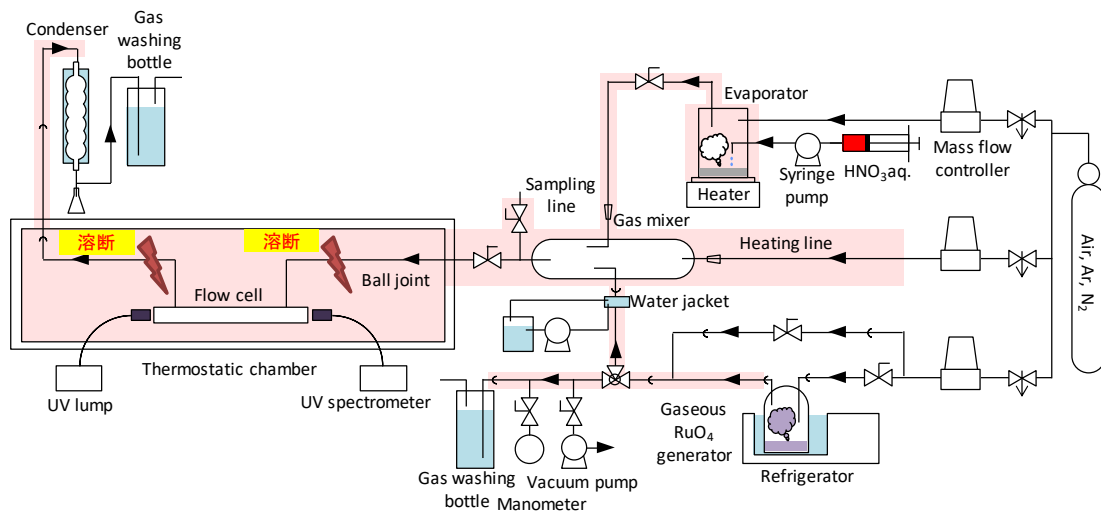 Condenser
Gas
washing
bottle
Evaporator
Mass flow
controller
HNO₃aq.
Syringe
pump
Heater
Sampling
line
Gas mixer
Heating line
Air, Ar, N₂
溶断
溶断
Ball joint
Flow cell
Water jacket
Thermostatic chamber
UV lump
UV spectrometer
Gaseous
RuO₄
generator
Refrigerator
Gas washing
bottle
Manometer
Vacuum pump